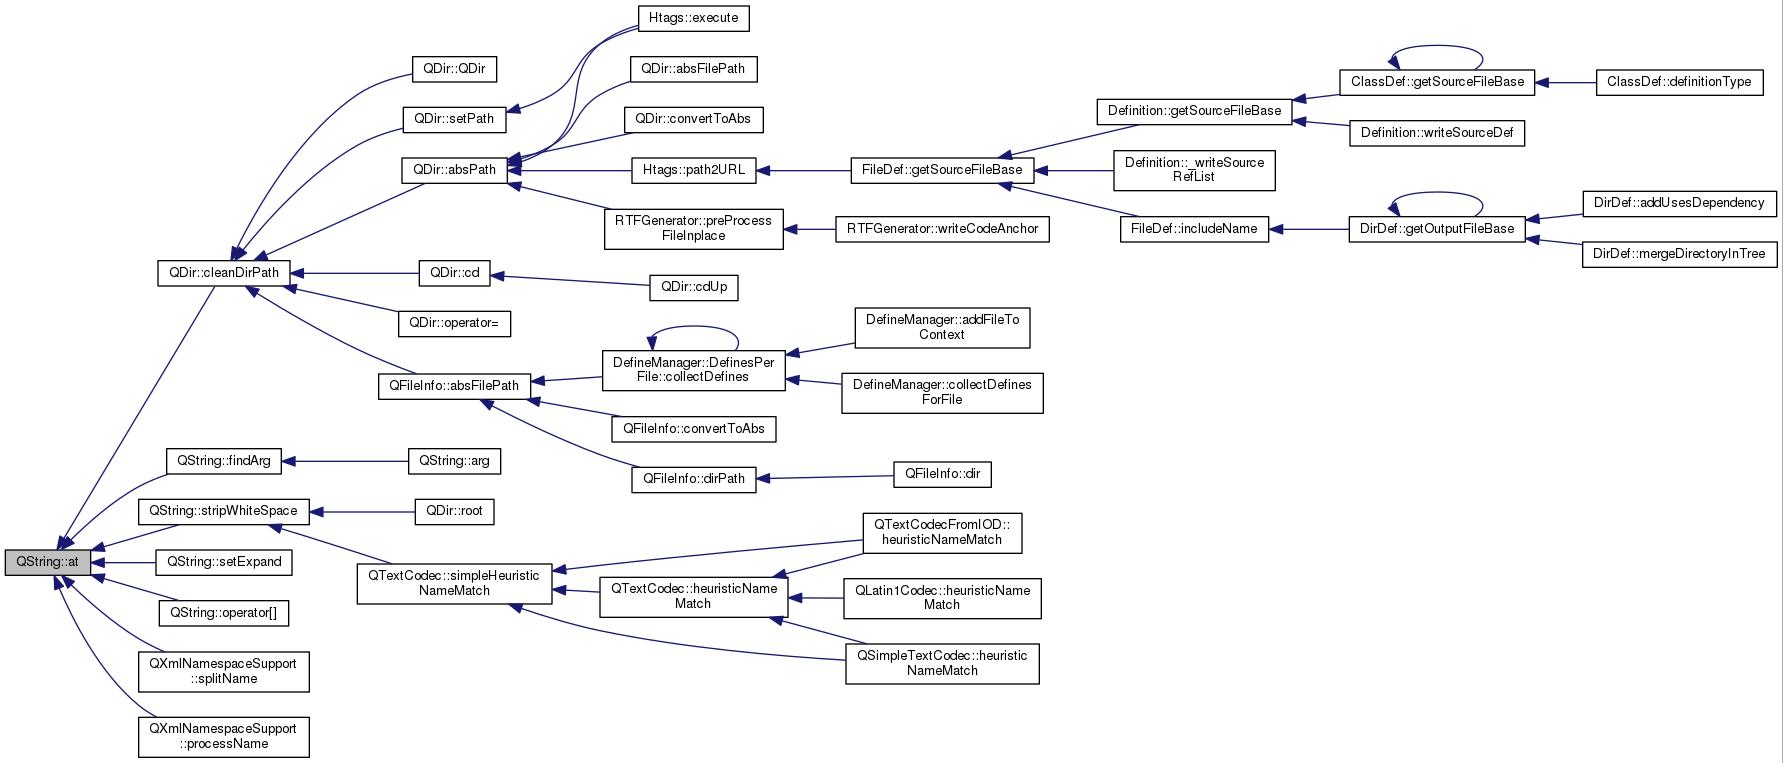 Htags::execute
QDir::QDir
QDir::absFilePath
ClassDef::getSourceFileBase
ClassDef::definitionType
QDir::setPath
QDir::convertToAbs
Definition::getSourceFileBase
Definition::writeSourceDef
QDir::absPath
Htags::path2URL
FileDef::getSourceFileBase
Definition::_writeSource
RefList
RTFGenerator::preProcess
FileInplace
RTFGenerator::writeCodeAnchor
FileDef::includeName
DirDef::getOutputFileBase
DirDef::addUsesDependency
DirDef::mergeDirectoryInTree
QDir::cleanDirPath
QDir::cd
QDir::cdUp
QDir::operator=
DefineManager::addFileTo
Context
QFileInfo::absFilePath
DefineManager::DefinesPer
File::collectDefines
DefineManager::collectDefines
ForFile
QFileInfo::convertToAbs
QString::findArg
QString::arg
QFileInfo::dirPath
QFileInfo::dir
QString::stripWhiteSpace
QDir::root
QTextCodecFromIOD::
heuristicNameMatch
QString::at
QString::setExpand
QTextCodec::simpleHeuristic
NameMatch
QTextCodec::heuristicName
Match
QLatin1Codec::heuristicName
Match
QString::operator[]
QXmlNamespaceSupport
::splitName
QSimpleTextCodec::heuristic
NameMatch
QXmlNamespaceSupport
::processName